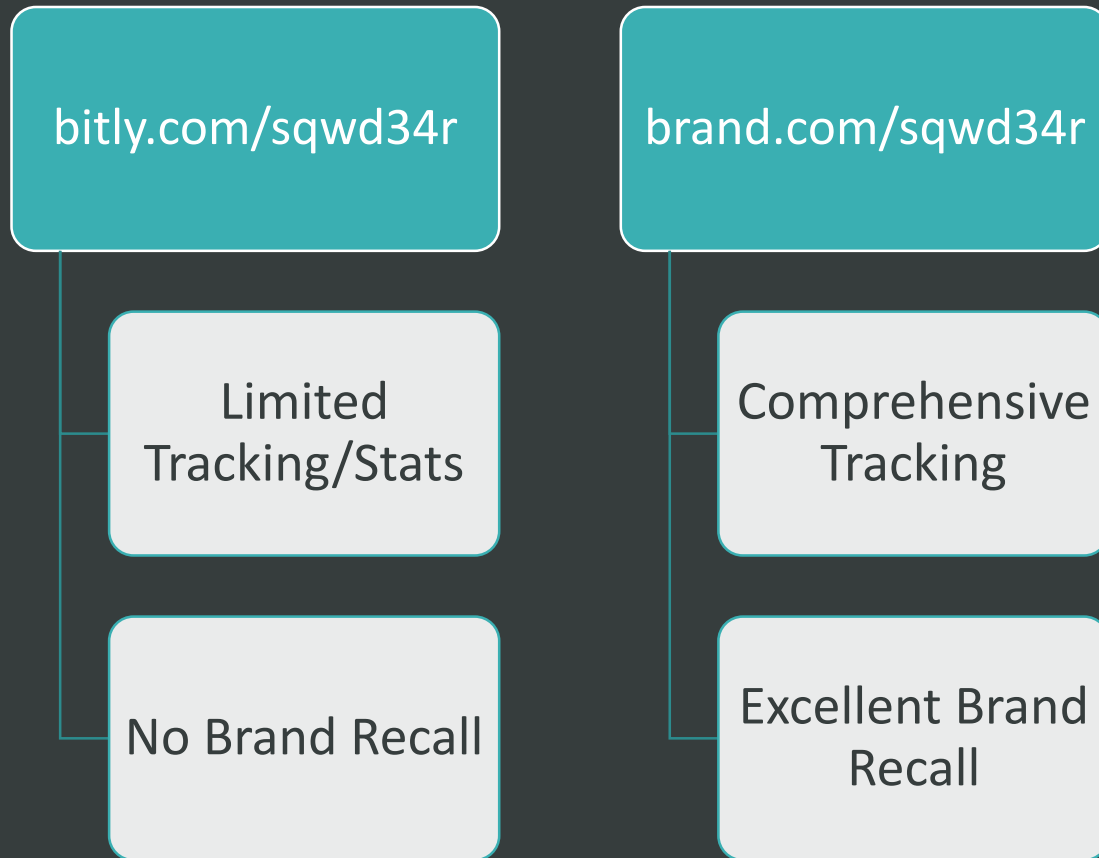 bitly.com/sqwd34r
Limited
Tracking/Stats
No Brand Recall
brand.com/sqwd34r
Comprehensive
Tracking
Excellent Brand
Recall